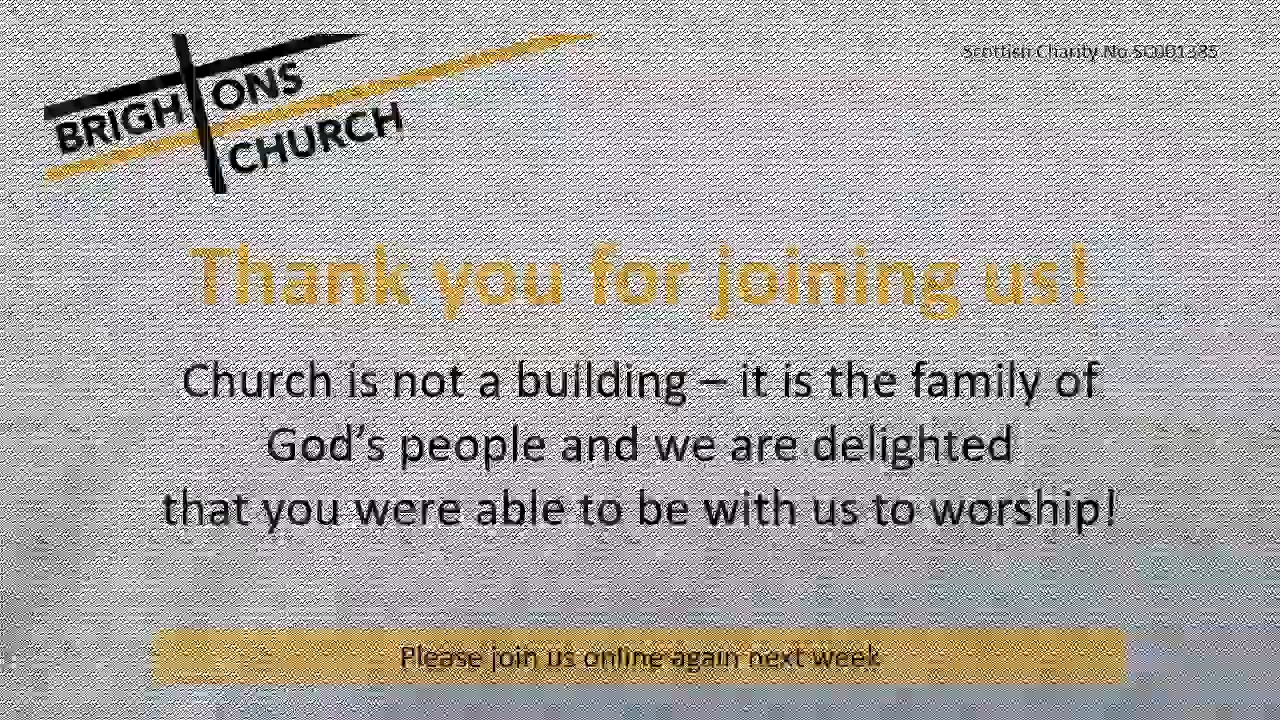 BRIGHTONS
CHURCH
Scottish Charity No SC001385
Thank you for joining us!
Church is not a building – it is the family of
God's people and we are delighted
that you were able to be with us to worship!
Please join us online again next week